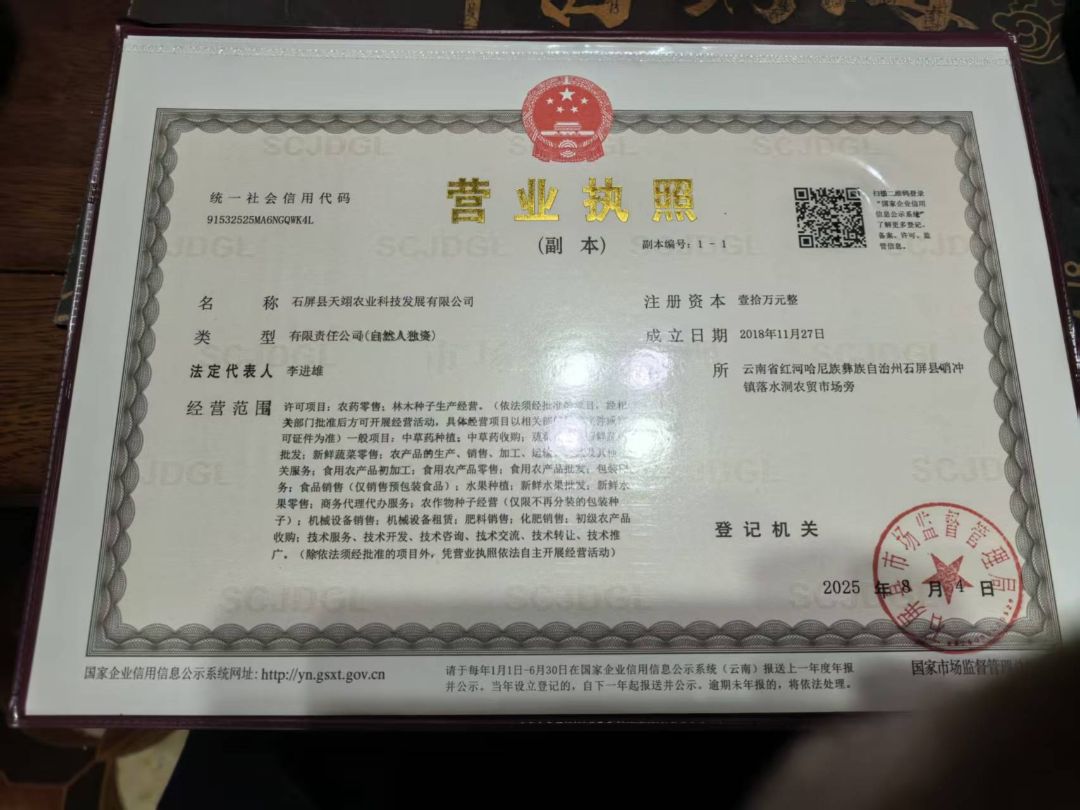 统一社会信用代码
91532525MA6NGQWK4L
营业执照
(副 本)
副本编号：1-1
扫描二维码登录
“国家企业信用
信息公示系统”
了解更多登记、
备案、许可、监
管信息。
名 称 石屏县天翊农业科技发展有限公司
类 型 有限责任公司(自然人独资)
法定代表人 李进雄
经营范围 许可项目：农药零售；林木种子生产经营。（依法须经批准的项目，经相
关部门批准后方可开展经营活动，具体经营项目以相关部
可证件为准）一般项目：中草药种植；中草药收购；蔬
批发；新鲜蔬菜零售；农产品的生产、销售、加工、运
关服务；食用农产品初加工；食用农产品零售；食用农产品批发；包装服
务；食品销售（仅销售预包装食品）；水果种植；新鲜水果批发；新鲜水
果零售；商务代理代办服务；农作物种子经营（仅限不再分装的包装种
子）；机械设备销售；机械设备租赁；肥料销售；化肥销售；初级农产品
收购；技术服务、技术开发、技术咨询、技术交流、技术转让、技术推
广。（除依法须经批准的项目外，凭营业执照依法自主开展经营活动）
注册资本 壹拾万元整
成立日期 2018年11月27日
所 云南省红河哈尼族彝族自治州石屏县哨冲
镇落水洞农贸市场旁
登记机关
石屏县市场监督管理局
2025 年 8 月 4 日
国家企业信用信息公示系统网址: http://yn.gsxt.gov.cn
请于每年1月1日-6月30日在国家企业信用信息公示系统（云南）报送上一年度年报
并公示。当年设立登记的，自下一年起报送并公示。逾期未年报的，将依法处理。
国家市场监督管理
SCJDGL